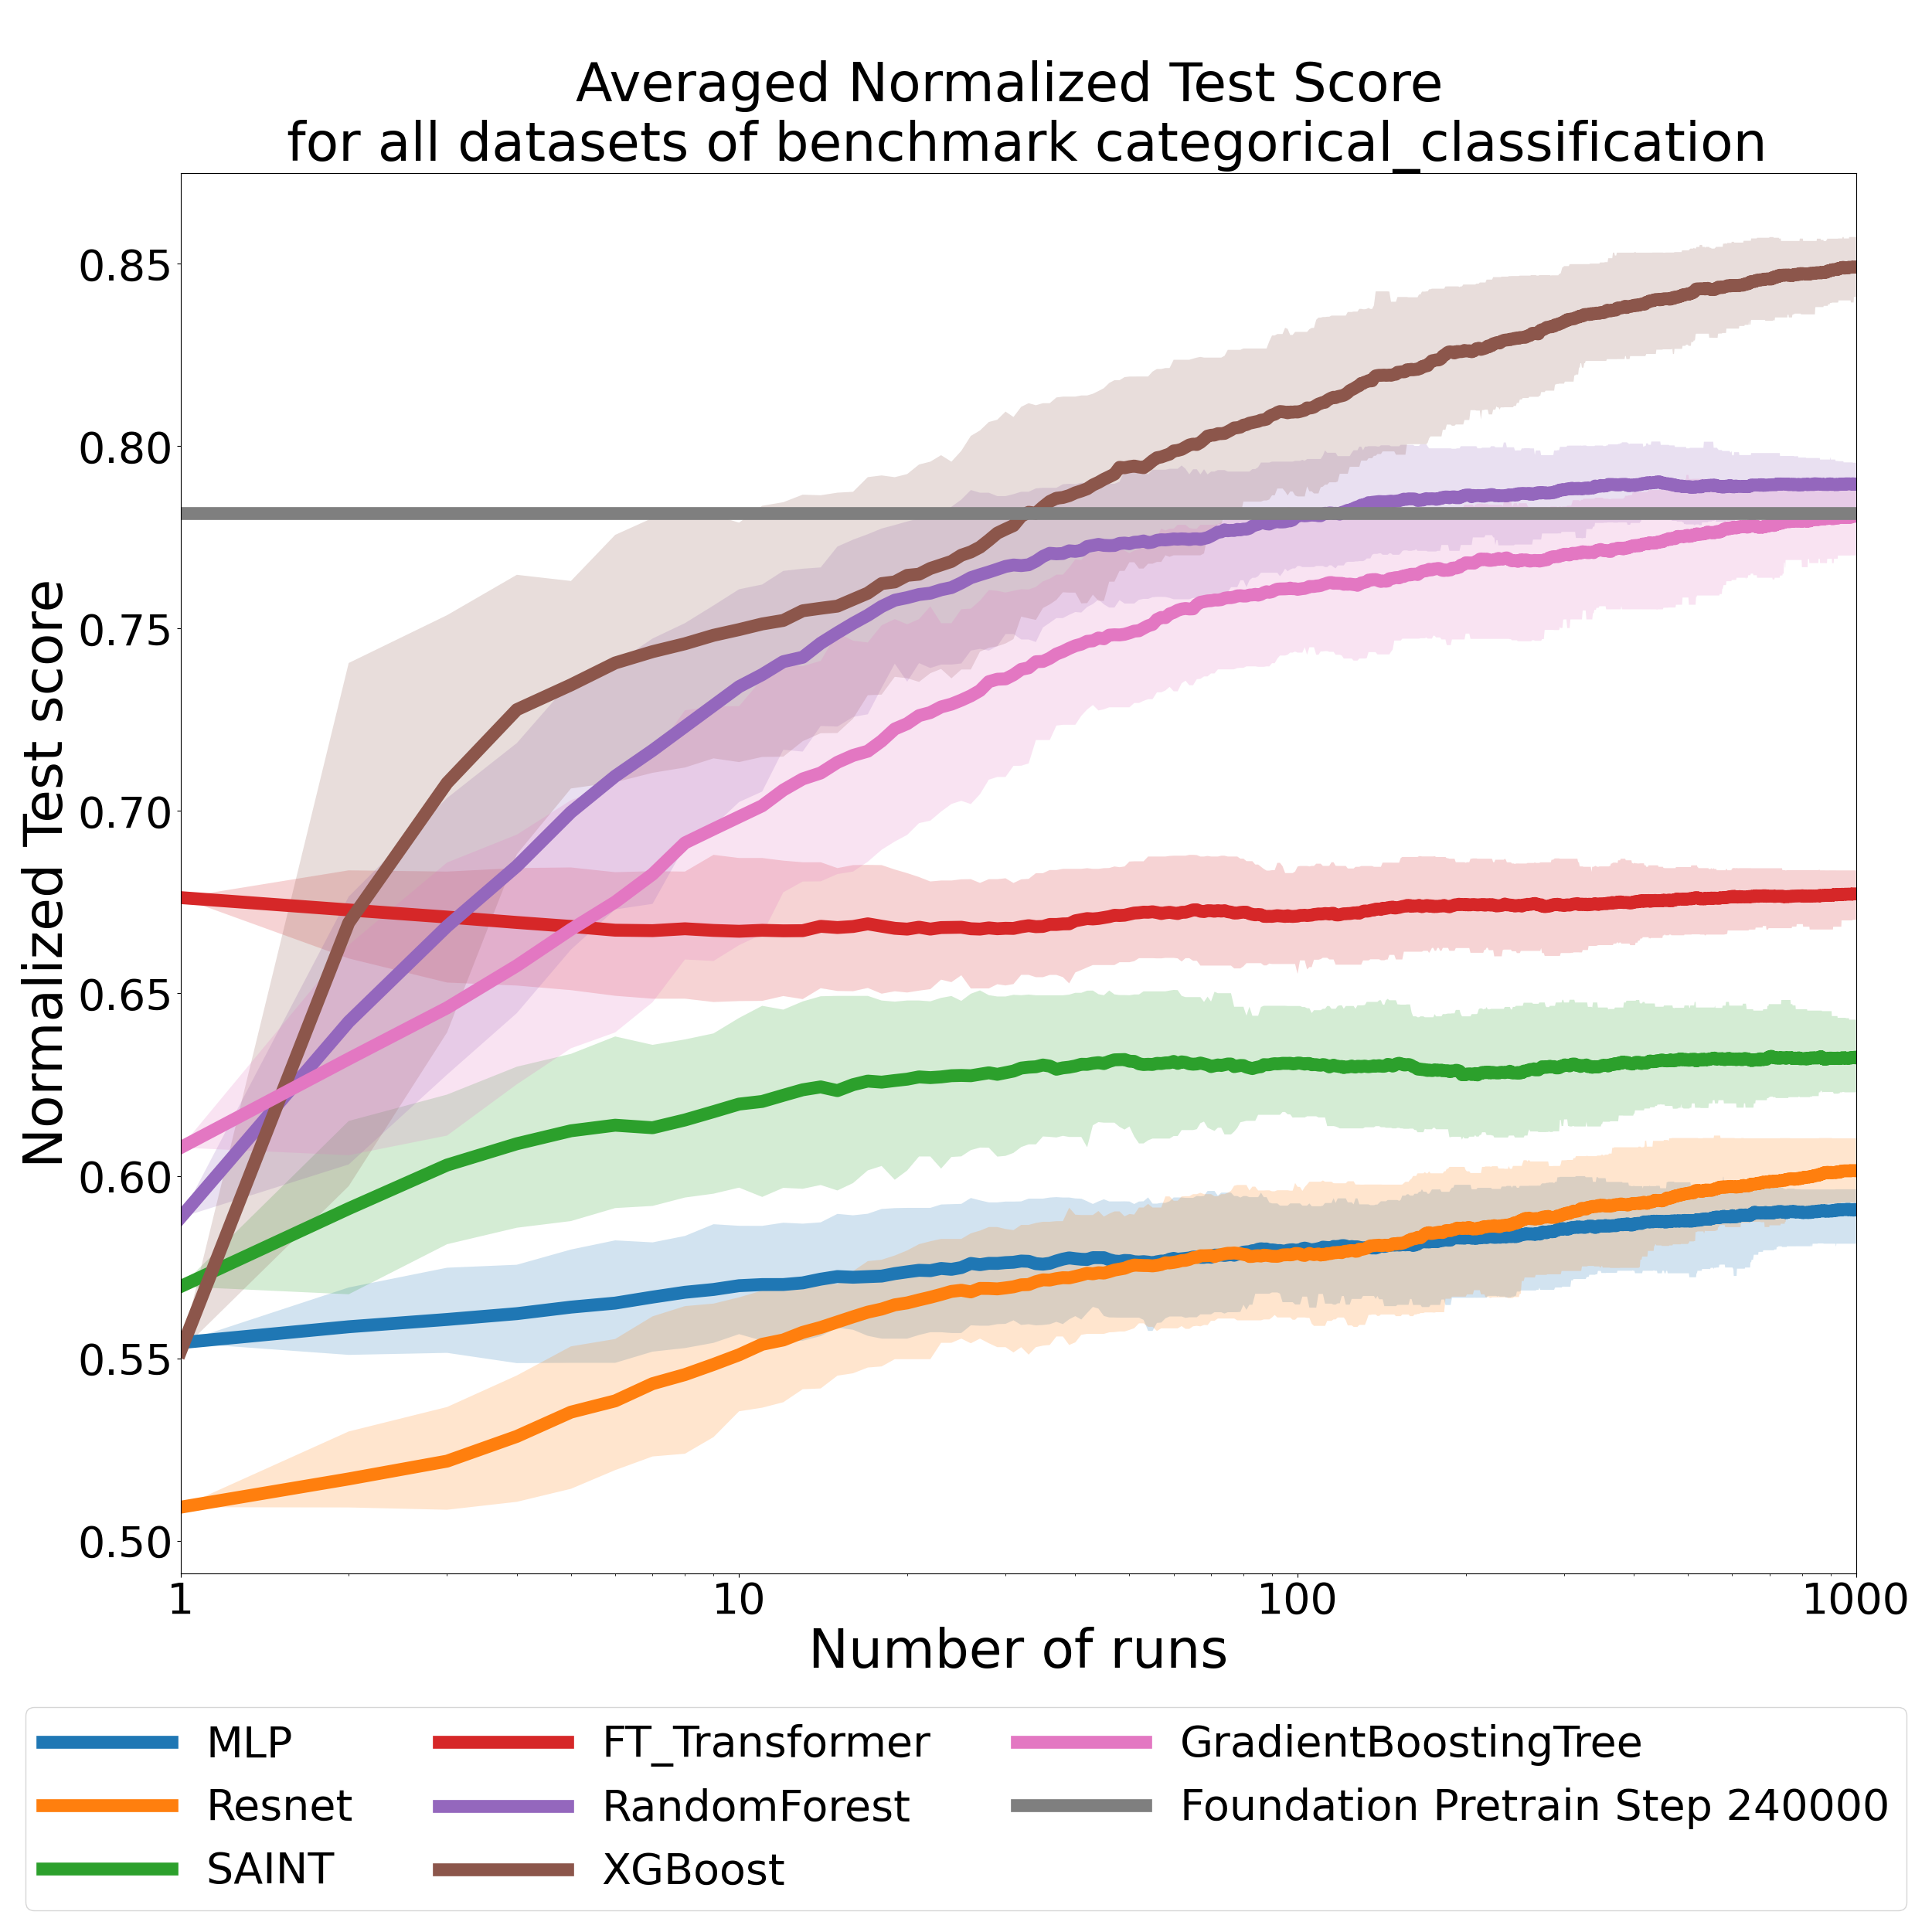 Averaged Normalized Test Score
for all datasets of benchmark categorical_classification
Normalized Test score
0.85
0.80
0.75
0.70
0.65
0.60
0.55
0.50
1 10 100 1000
Number of runs
MLP FT_Transformer GradientBoostingTree
Resnet RandomForest Foundation Pretrain Step 240000
SAINT XGBoost